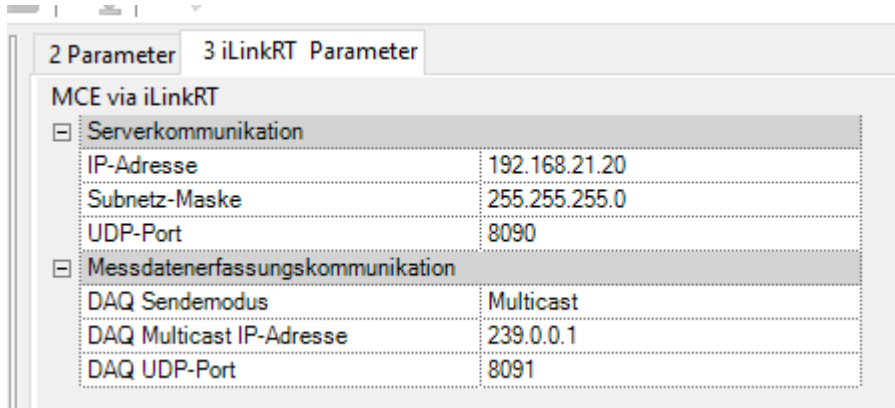 2 Parameter 3 iLinkRT Parameter
MCE via iLinkRT
Serverkommunikation
IP-Adresse 192.168.21.20
Subnetz-Maske 255.255.255.0
UDP-Port 8090
Messdatenerfassungskommunikation
DAQ Sendemodus Multicast
DAQ Multicast IP-Adresse 239.0.0.1
DAQ UDP-Port 8091